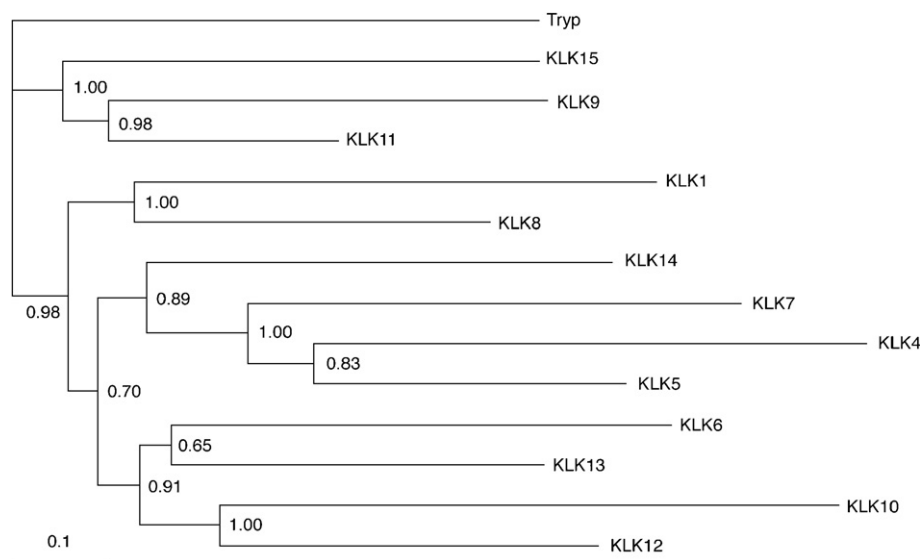 Tryp
KLK15
1.00
KLK9
0.98
KLK11
KLK1
1.00
KLK8
KLK14
0.89
0.98
KLK7
1.00
KLK4
0.83
KLK5
0.70
KLK6
0.65
KLK13
0.91
KLK10
1.00
0.1
KLK12